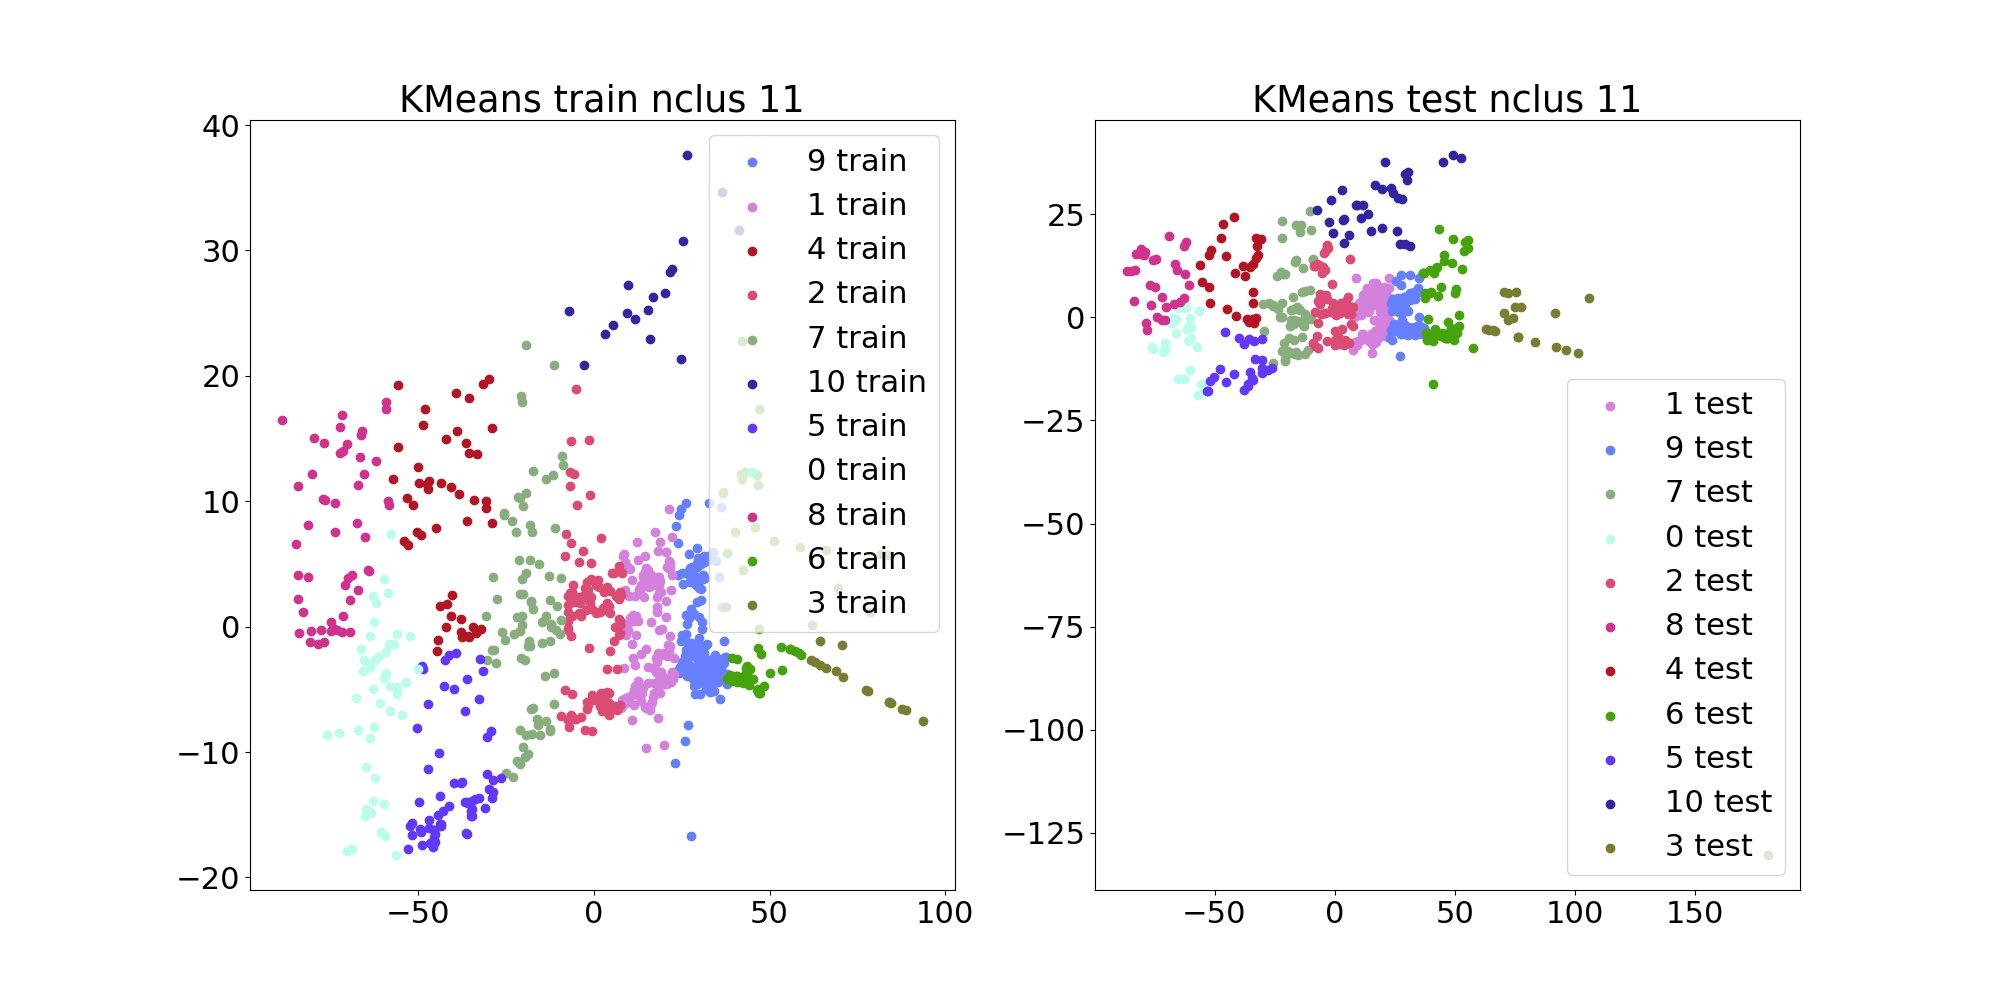 KMeans train nclus 11
40
30
20
10
0
−10
−20
−50
0
50
100
9 train
1 train
4 train
2 train
7 train
10 train
5 train
0 train
8 train
6 train
3 train
KMeans test nclus 11
25
0
−25
−50
−75
−100
−125
−50
0
50
100
150
1 test
9 test
7 test
0 test
2 test
8 test
4 test
6 test
5 test
10 test
3 test